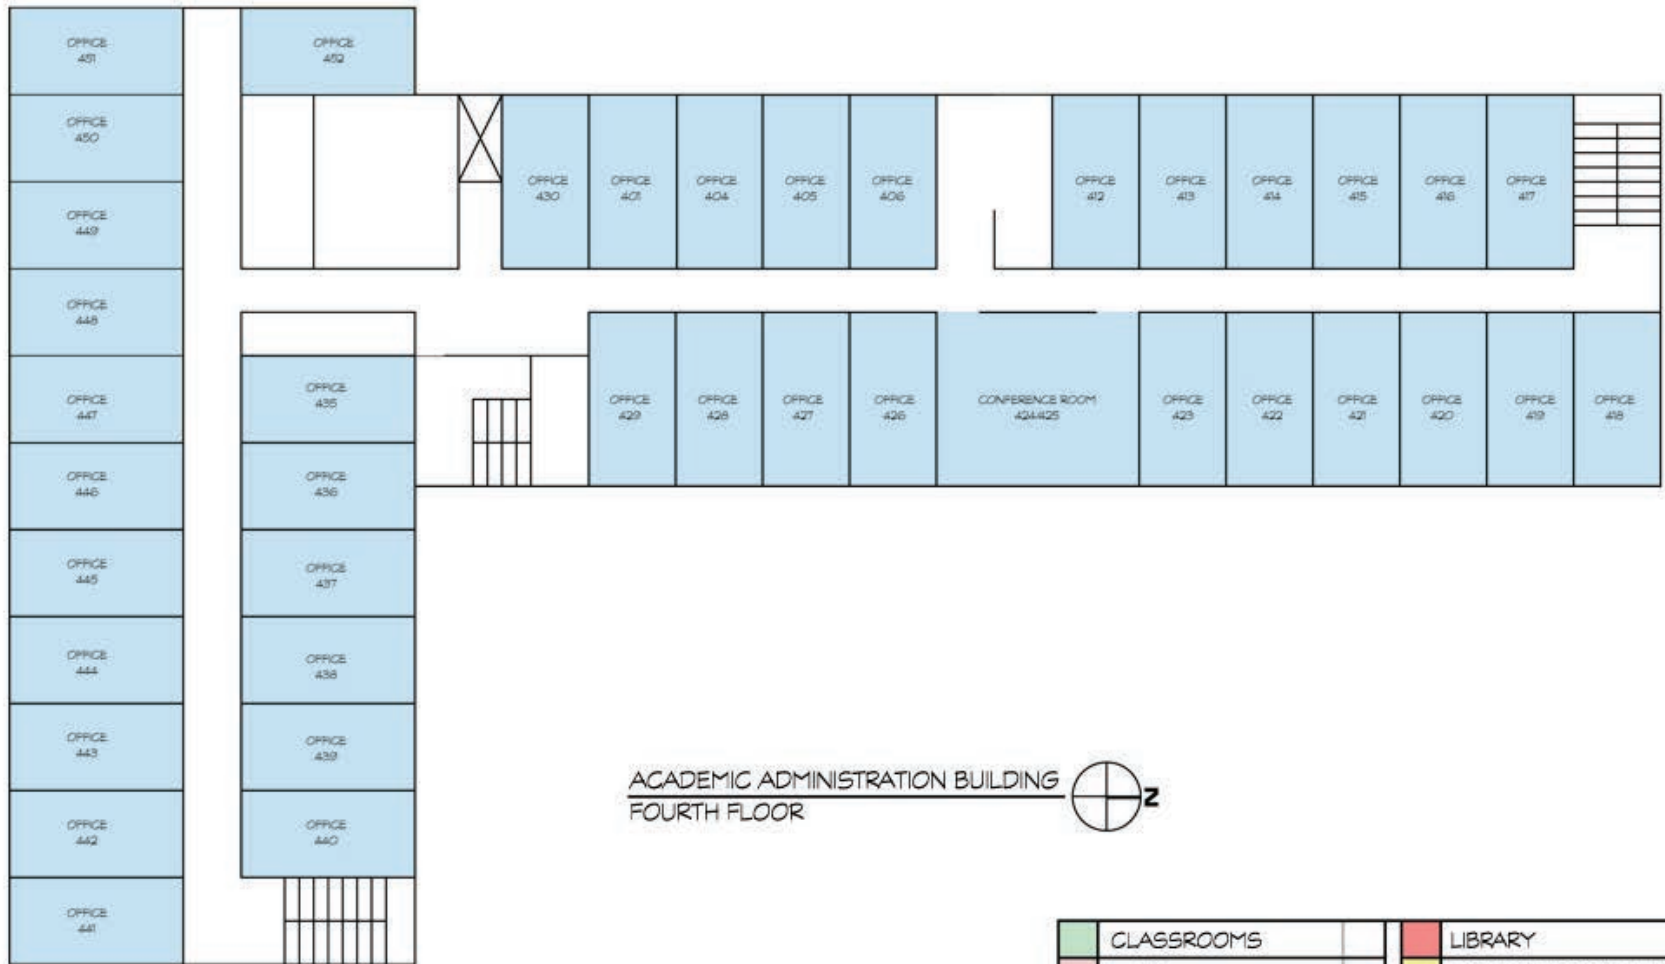 OFFICE
451
OFFICE
452
OFFICE
450
OFFICE
449
OFFICE
448
OFFICE
447
OFFICE
446
OFFICE
445
OFFICE
444
OFFICE
443
OFFICE
442
OFFICE
441
OFFICE
435
OFFICE
436
OFFICE
437
OFFICE
438
OFFICE
439
OFFICE
440
OFFICE
430
OFFICE
401
OFFICE
404
OFFICE
405
OFFICE
406
OFFICE
412
OFFICE
413
OFFICE
414
OFFICE
415
OFFICE
416
OFFICE
417
OFFICE
429
OFFICE
428
OFFICE
427
OFFICE
426
CONFERENCE ROOM
424/425
OFFICE
423
OFFICE
422
OFFICE
421
OFFICE
420
OFFICE
419
OFFICE
418
ACADEMIC ADMINISTRATION BUILDING
FOURTH FLOOR
N
CLASSROOMS
LIBRARY